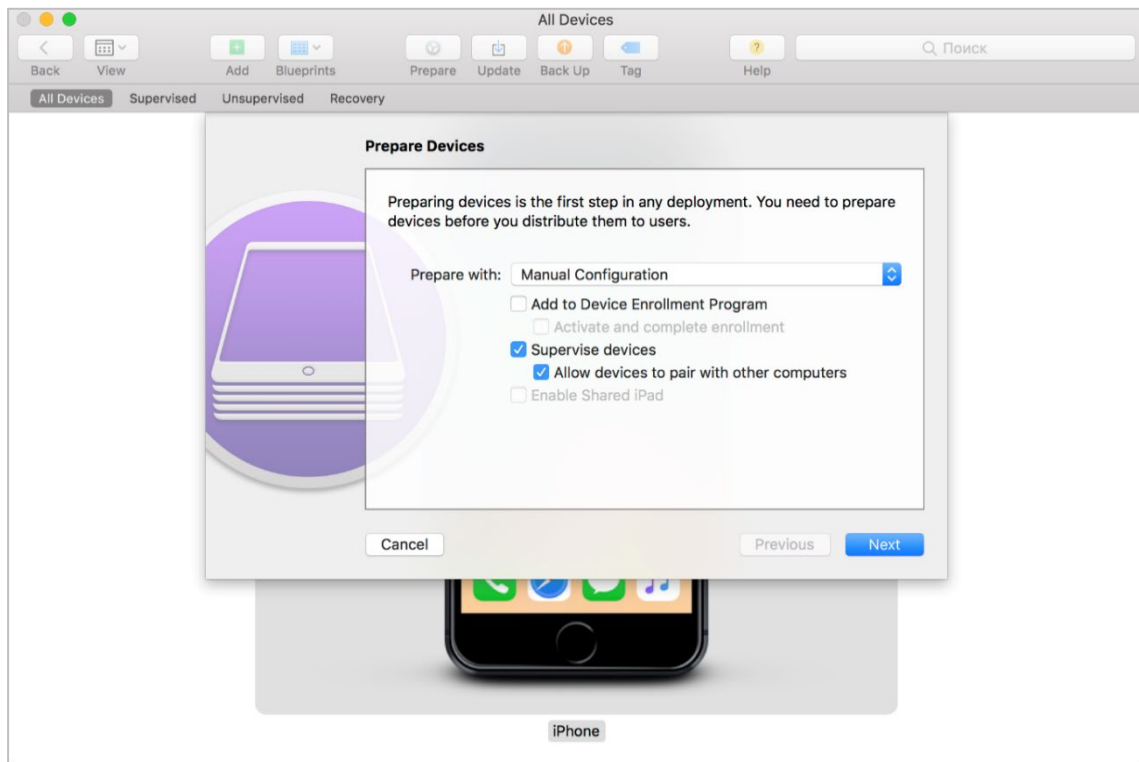 All Devices
Back View Add Blueprints Prepare Update Back Up Tag Help Поиск
All Devices Supervised Unsupervised Recovery
Prepare Devices
Preparing devices is the first step in any deployment. You need to prepare
devices before you distribute them to users.
Prepare with: Manual Configuration
Add to Device Enrollment Program
Activate and complete enrollment
Supervise devices
Allow devices to pair with other computers
Enable Shared iPad
Cancel Previous Next
iPhone